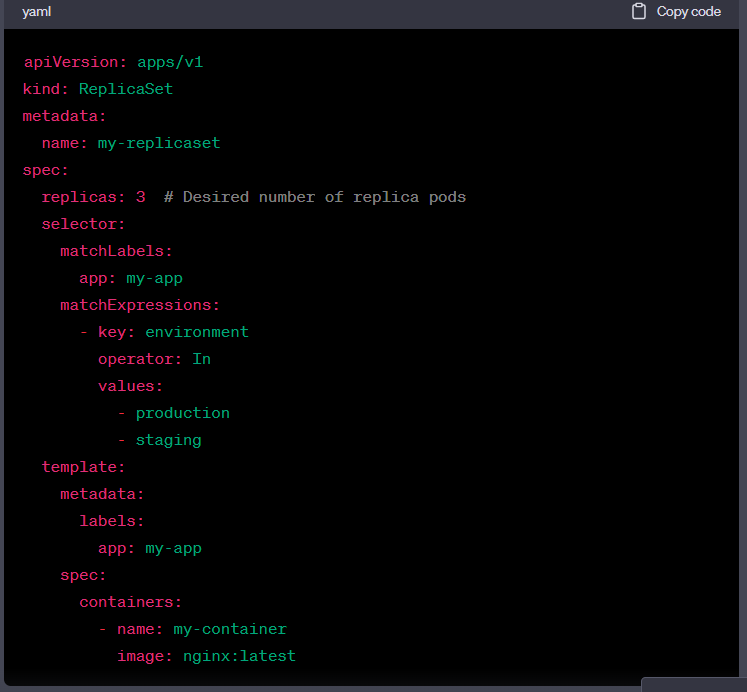 yaml
Copy code
apiVersion: apps/v1
kind: ReplicaSet
metadata:
  name: my-replicaset
spec:
  replicas: 3  # Desired number of replica pods
  selector:
    matchLabels:
      app: my-app
    matchExpressions:
      - key: environment
        operator: In
        values:
          - production
          - staging
  template:
    metadata:
      labels:
        app: my-app
    spec:
      containers:
        - name: my-container
          image: nginx:latest